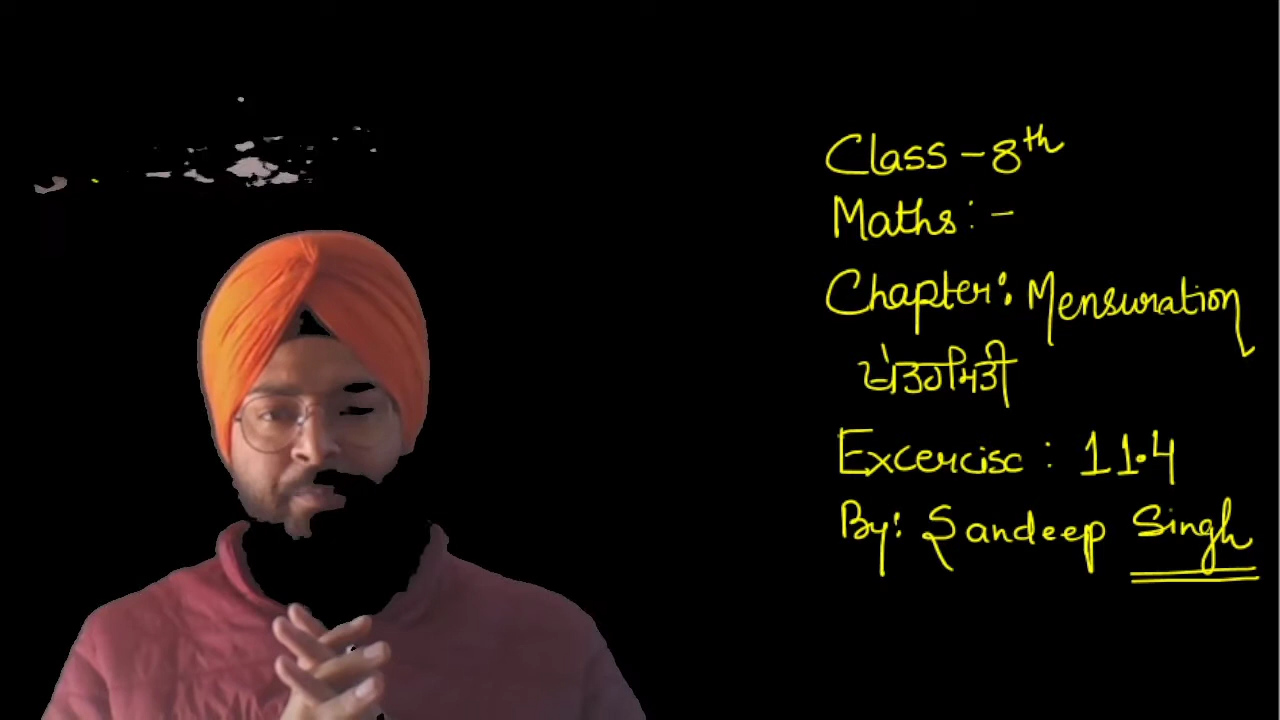 Class - 8th
Maths: -
Chapter: Mensuration
ਖੇਤਰਮਿਤੀ
Excercise : 11.4
By: Sandeep Singh